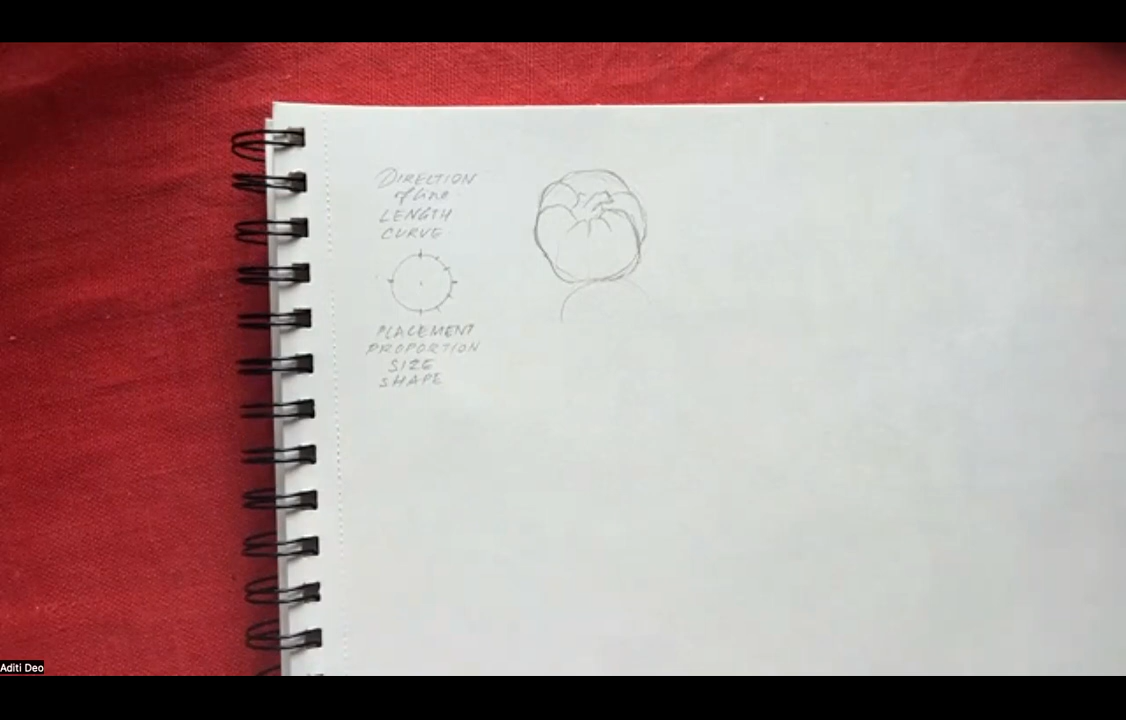 DIRECTION
of line
LENGTH
CURVE
PLACEMENT
PROPORTION
SIZE
SHAPE
Aditi Deo